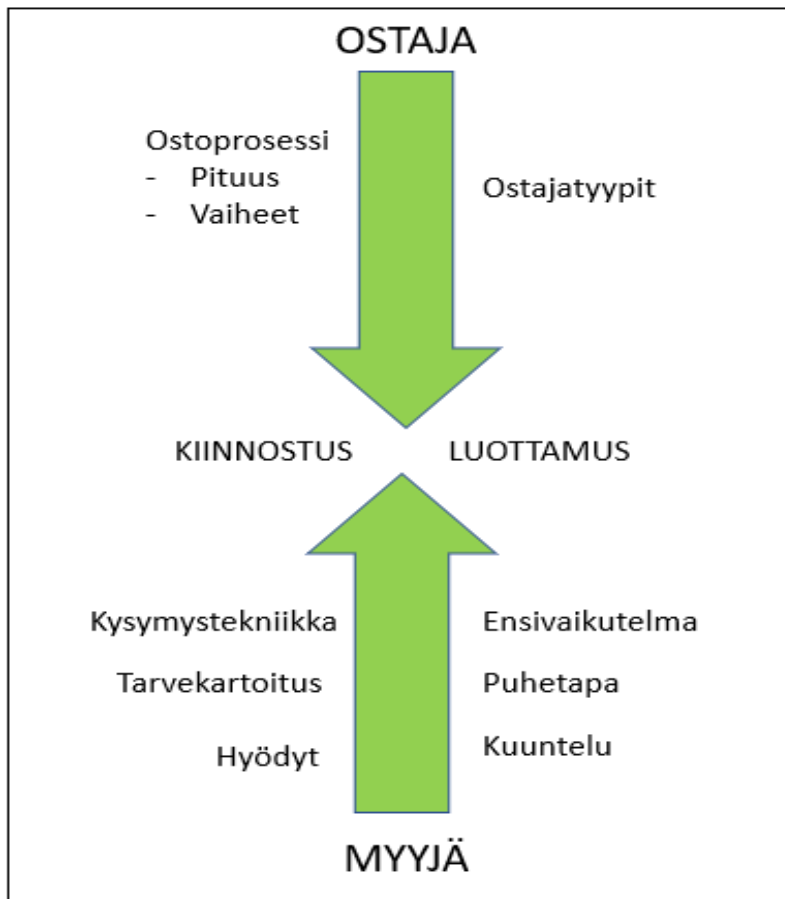 OSTAJA
Ostoprosessi
- Pituus
- Vaiheet
Ostajatyypit
KIINNOSTUS
LUOTTAMUS
Kysymystekniikka
Tarvekartoitus
Hyödyt
Ensivaikutelma
Puhetapa
Kuuntelu
MYYJÄ